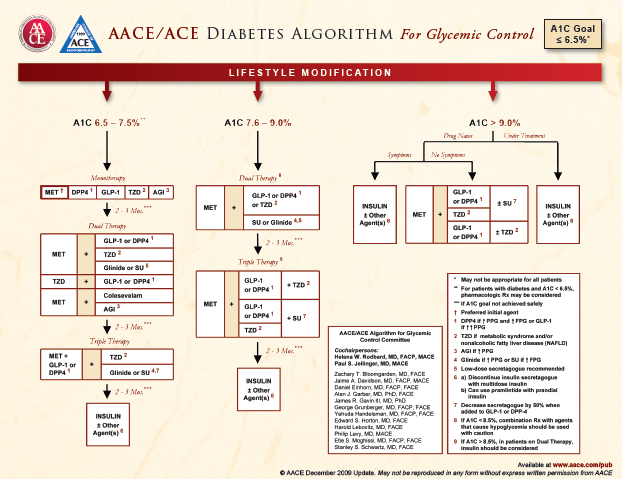 AACE
1993
ACE
AACE/ACE DIABETES ALGORITHM For Glycemic Control
A1C Goal
≤ 6.5%*
LIFESTYLE MODIFICATION
A1C 6.5 – 7.5%**
Monotherapy
MET † DPP4 1 GLP-1 TZD 2 AGI 3
2 - 3 Mos.***
Dual Therapy
MET
+
GLP-1 or DPP4 1
TZD 2
Glinide or SU 5
TZD
+
GLP-1 or DPP4 1
MET
+
Colesevelam
AGI 3
2 - 3 Mos.***
Triple Therapy
MET +
GLP-1 or
DPP4 1
+
TZD 2
Glinide or SU 4,7
2 - 3 Mos.***
INSULIN
± Other
Agent(s) 6
A1C 7.6 – 9.0%
Dual Therapy 8
MET
+
GLP-1 or DPP4 1
or TZD 2
SU or Glinide 4,5
2 - 3 Mos.***
Triple Therapy 9
MET
+
GLP-1
or DPP4 1
+ TZD 2
GLP-1
or DPP4 1
TZD 2
+ SU 7
2 - 3 Mos.***
INSULIN
± Other
Agent(s) 6
A1C > 9.0%
Drug Naive
Under Treatment
Symptoms
No Symptoms
INSULIN
± Other
Agent(s) 6
MET
+
GLP-1
or DPP4 1
± SU 7
TZD 2
GLP-1
or DPP4 1
± TZD 2
INSULIN
± Other
Agent(s) 6
AACE/ACE Algorithm for Glycemic
Control Committee
Cochairpersons:
Helena W. Rodbard, MD, FACP, MACE
Paul S. Jellinger, MD, MACE
Zachary T. Bloomgarden, MD, FACE
Jaime A. Davidson, MD, FACP, MACE
Daniel Einhorn, MD, FACP, FACE
Alan J. Garber, MD, PhD, FACE
James R. Gavin III, MD, PhD
George Grunberger, MD, FACP, FACE
Yehuda Handelsman, MD, FACP, FACE
Edward S. Horton, MD, FACE
Harold Lebovitz, MD, FACE
Philip Levy, MD, MACE
Etie S. Moghissi, MD, FACP, FACE
Stanley S. Schwartz, MD, FACE
* May not be appropriate for all patients
** For patients with diabetes and A1C < 6.5%,
pharmacologic Rx may be considered
*** If A1C goal not achieved safely
† Preferred initial agent
1 DPP4 if ↑ PPG and ↑ FPG or GLP-1
if ↑↑ PPG
2 TZD if metabolic syndrome and/or
nonalcoholic fatty liver disease (NAFLD)
3 AGI if ↑ PPG
4 Glinide if ↑ PPG or SU if ↑ FPG
5 Low-dose secretagogue recommended
6 a) Discontinue insulin secretagogue
with multidose insulin
b) Can use pramlintide with prandial
insulin
7 Decrease secretagogue by 50% when
added to GLP-1 or DPP-4
8 If A1C < 8.5%, combination Rx with agents
that cause hypoglycemia should be used
with caution
9 If A1C > 8.5%, in patients on Dual Therapy,
insulin should be considered
Available at www.aace.com/pub
© AACE December 2009 Update. May not be reproduced in any form without express written permission from AACE